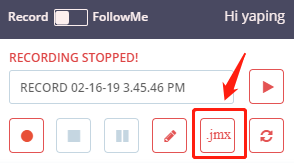 Record FollowMe Hi yaping
RECORDING STOPPED!
RECORD 02-16-19 3.45.46 PM
.jmx